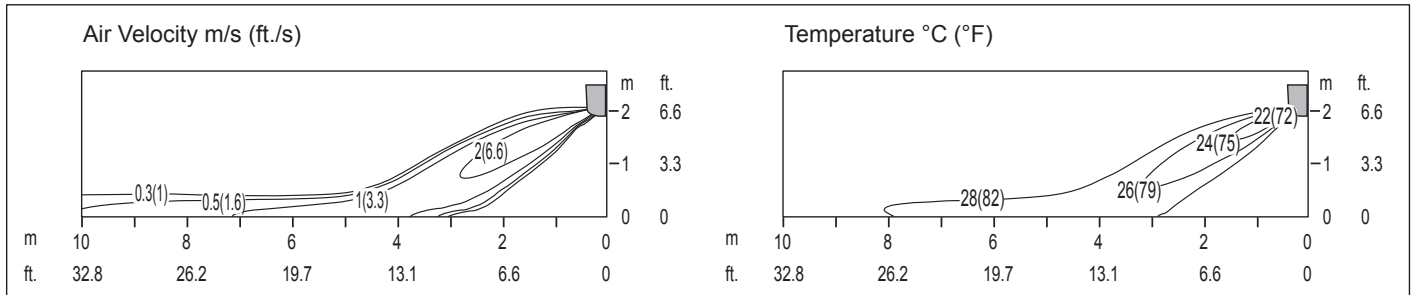 Air Velocity m/s (ft./s)
m ft.
2 6.6
1 3.3
0 0
2(6.6)
0.3(1)
0.5(1.6)
1(3.3)
m 10 8 6 4 2 0
ft. 32.8 26.2 19.7 13.1 6.6 0
Temperature °C (°F)
m ft.
2 6.6
1 3.3
0 0
22(72)
24(75)
26(79)
28(82)
m 10 8 6 4 2 0
ft. 32.8 26.2 19.7 13.1 6.6 0